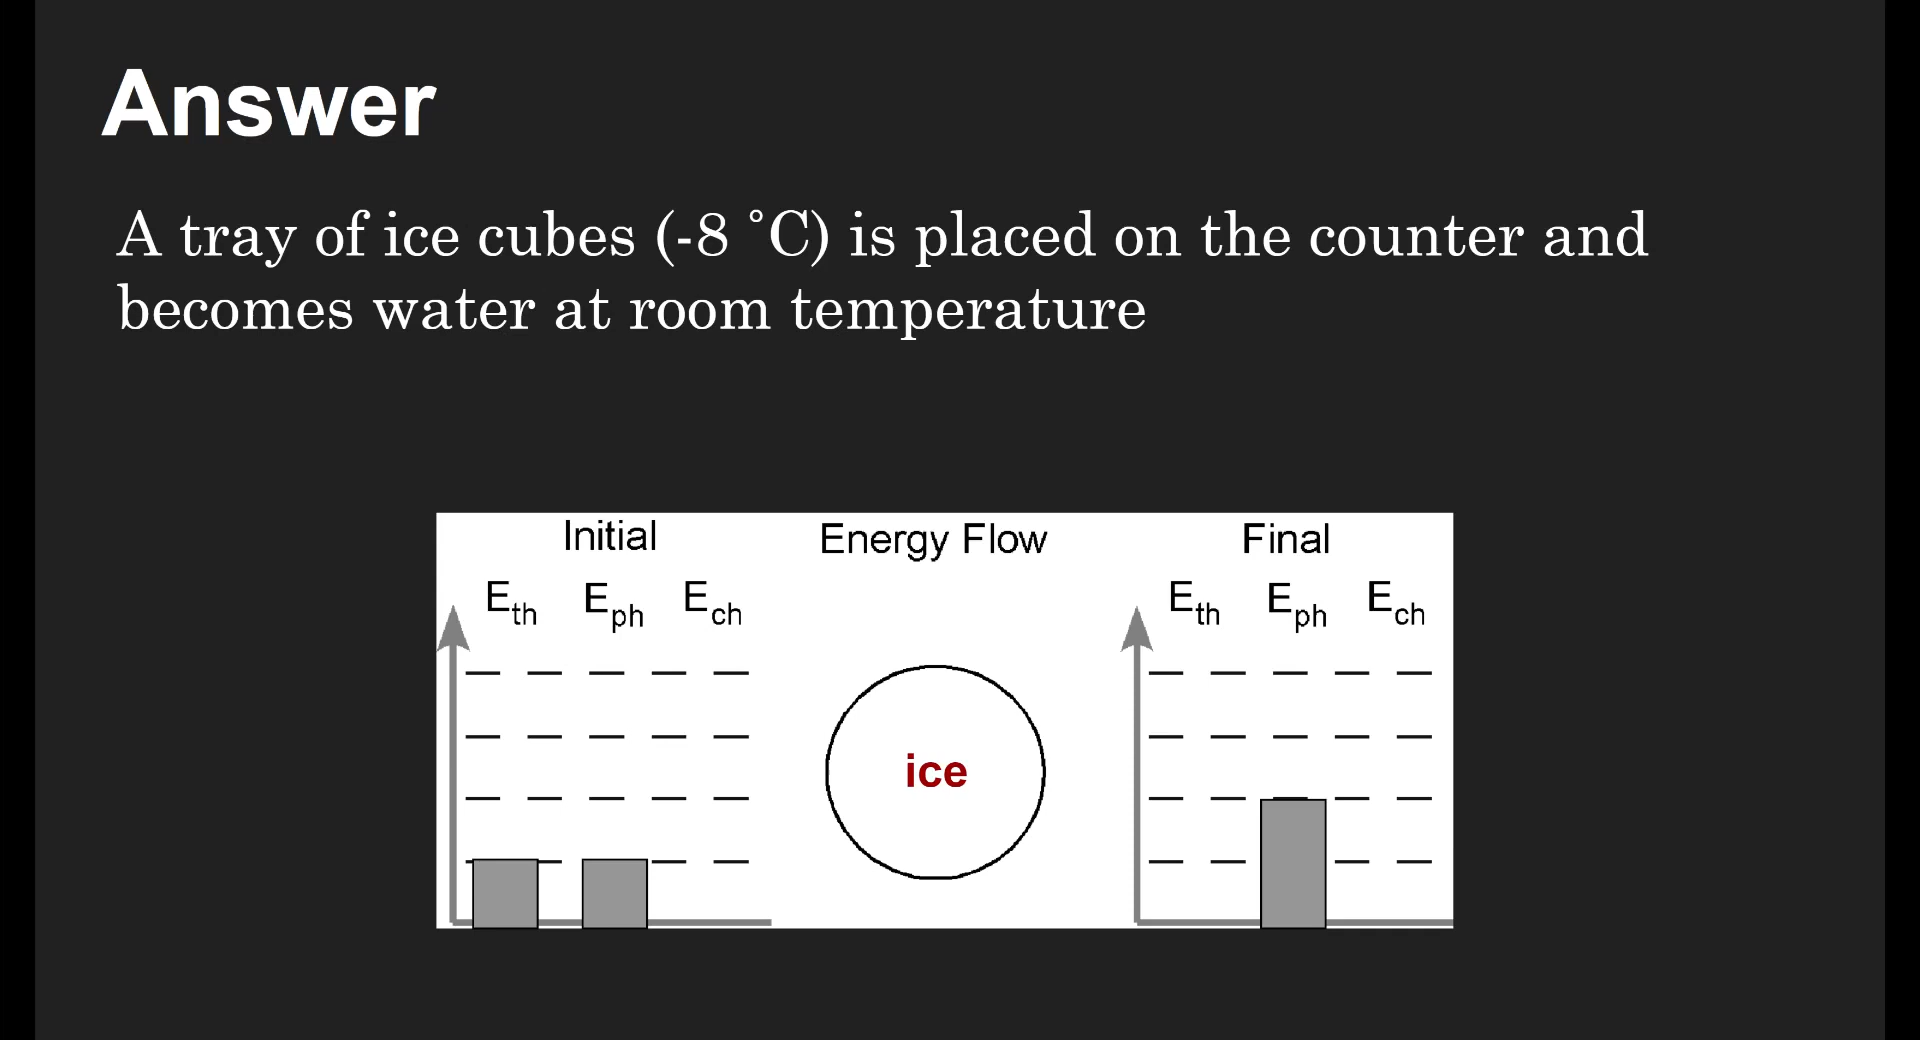 Answer
A tray of ice cubes (-8 ˚C) is placed on the counter and
becomes water at room temperature
Initial
Energy Flow
Final
Eth Eph Ech
Eth Eph Ech
ice